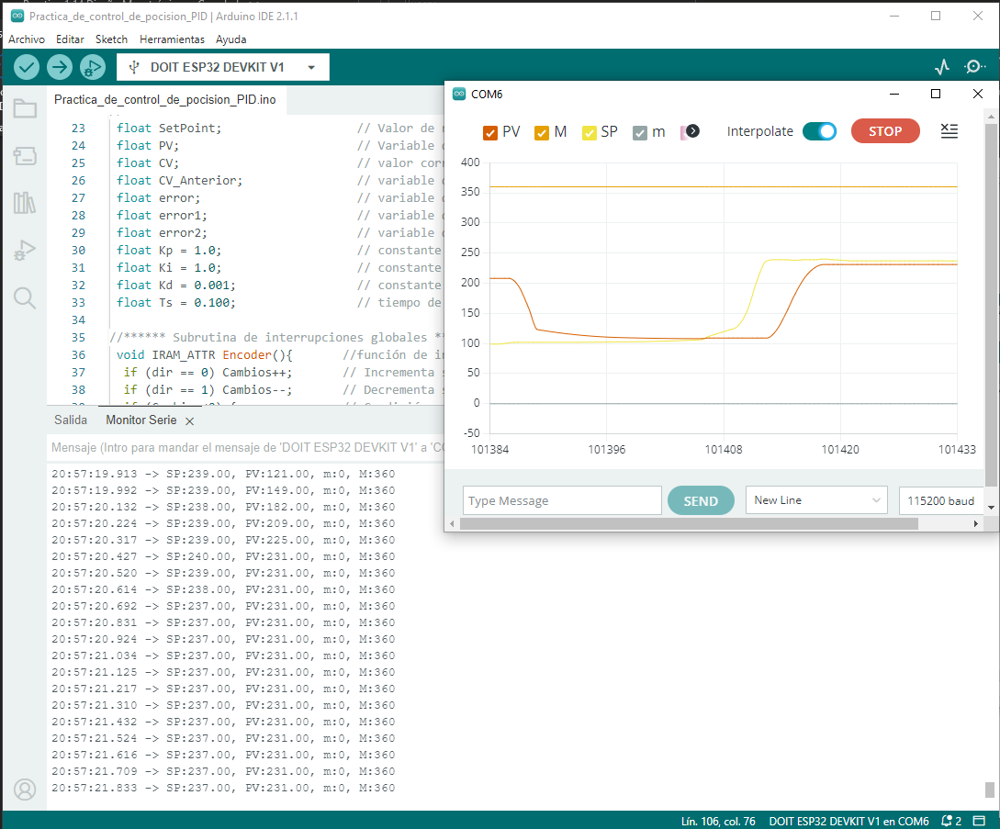 Practica_de_control_de_pocision_PID | Arduino IDE 2.1.1
Archivo Editar Sketch Herramientas Ayuda
DOIT ESP32 DEVKIT V1
Practica_de_control_de_pocision_PID.ino
23 float SetPoint; // Valor de
24 float PV; // Variable
25 float CV; // valor
26 float CV_Anterior; // variable
27 float error; // variable
28 float error1; // variable
29 float error2; // variable
30 float Kp = 1.0; // constante
31 float Ki = 1.0; // constante
32 float Kd = 0.001; // constante
33 float Ts = 0.100; // tiempo de
34
35 //****** Subrutina de interrupciones globales *
36 void IRAM_ATTR Encoder(){ //función de
37 if (dir == 0) Cambios++; // Incrementa
38 if (dir == 1) Cambios--; // Decrementa
COM6
PV M SP m
Interpolate
STOP
400
350
300
250
200
150
100
50
0
-50
101384 101396 101408 101420 101433
Type Message
SEND
New Line
115200 baud
Salida Monitor Serie
Mensaje (Intro para mandar el mensaje de 'DOIT ESP32 DEVKIT V1' a
20:57:19.913 -> SP:239.00, PV:121.00, m:0, M:360
20:57:19.992 -> SP:239.00, PV:149.00, m:0, M:360
20:57:20.132 -> SP:238.00, PV:182.00, m:0, M:360
20:57:20.224 -> SP:239.00, PV:209.00, m:0, M:360
20:57:20.317 -> SP:239.00, PV:225.00, m:0, M:360
20:57:20.427 -> SP:240.00, PV:231.00, m:0, M:360
20:57:20.520 -> SP:239.00, PV:231.00, m:0, M:360
20:57:20.614 -> SP:238.00, PV:231.00, m:0, M:360
20:57:20.692 -> SP:237.00, PV:231.00, m:0, M:360
20:57:20.831 -> SP:237.00, PV:231.00, m:0, M:360
20:57:20.924 -> SP:237.00, PV:231.00, m:0, M:360
20:57:21.034 -> SP:237.00, PV:231.00, m:0, M:360
20:57:21.125 -> SP:237.00, PV:231.00, m:0, M:360
20:57:21.217 -> SP:237.00, PV:231.00, m:0, M:360
20:57:21.310 -> SP:237.00, PV:231.00, m:0, M:360
20:57:21.432 -> SP:237.00, PV:231.00, m:0, M:360
20:57:21.524 -> SP:237.00, PV:231.00, m:0, M:360
20:57:21.616 -> SP:237.00, PV:231.00, m:0, M:360
20:57:21.709 -> SP:237.00, PV:231.00, m:0, M:360
20:57:21.833 -> SP:237.00, PV:231.00, m:0, M:360
Lín. 106, col. 76 DOIT ESP32 DEVKIT V1 en COM6 2